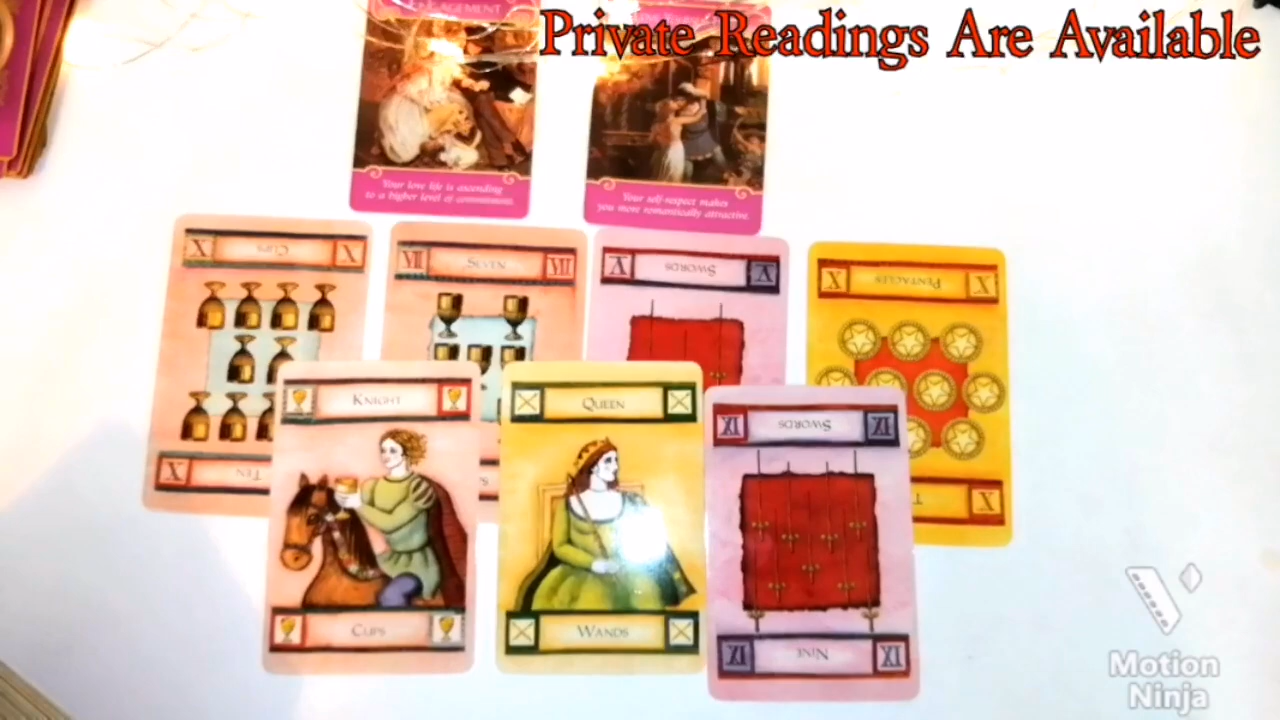 ENGAGEMENT
Private Readings Are Available
Your love life is ascending
to a higher level of commitment.
Your self-respect makes
you more romantically attractive.
X CUPS X
VII SEVEN VII
A SWORDS A
X PENTACLES X
KNIGHT
QUEEN
IX SWORDS IX
X TEN
X
CLIPS
WANDS
IX NINE IX
Motion
Ninja